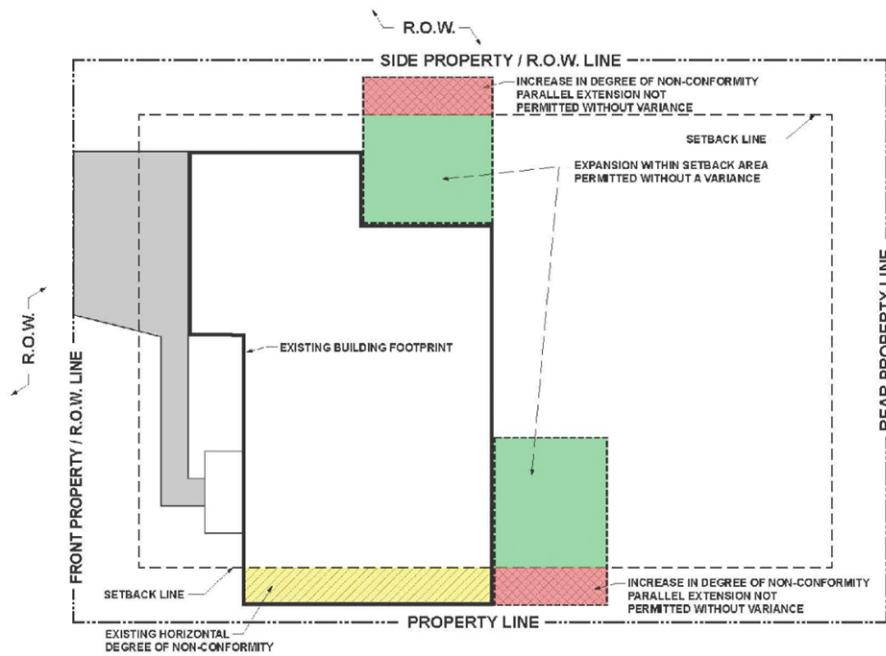 R.O.W.
SIDE PROPERTY / R.O.W. LINE
INCREASE IN DEGREE OF NON-CONFORMITY
PARALLEL EXTENSION NOT
PERMITTED WITHOUT VARIANCE
SETBACK LINE
EXPANSION WITHIN SETBACK AREA
PERMITTED WITHOUT A VARIANCE
R.O.W.
FRONT PROPERTY / R.O.W. LINE
EXISTING BUILDING FOOTPRINT
REAR PROPERTY LINE
SETBACK LINE
INCREASE IN DEGREE OF NON-CONFORMITY
PARALLEL EXTENSION NOT
PERMITTED WITHOUT VARIANCE
PROPERTY LINE
EXISTING HORIZONTAL
DEGREE OF NON-CONFORMITY